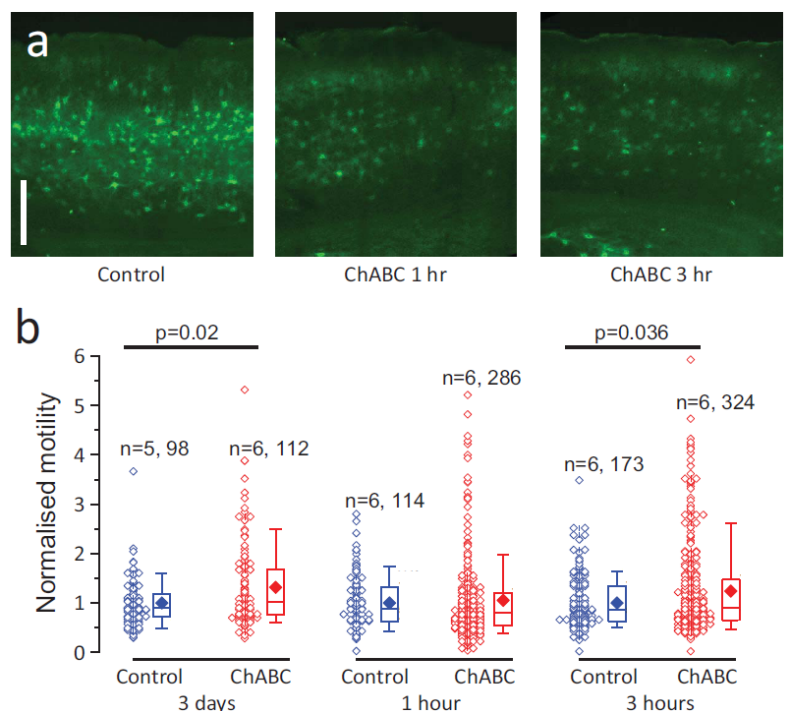 a
Control
ChABC 1 hr
ChABC 3 hr
b
p=0.02
p=0.036
6
5
4
3
2
1
0
Normalised motility
n=5, 98
n=6, 112
n=6, 114
n=6, 286
n=6, 173
n=6, 324
Control
ChABC
Control
ChABC
Control
ChABC
3 days
1 hour
3 hours